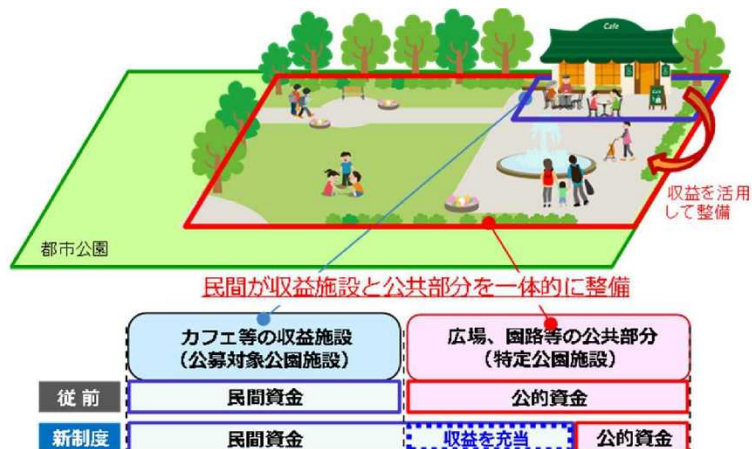 Cafe
収益を活用
して整備
都市公園
民間が収益施設と公共部分を一体的に整備
カフェ等の収益施設
(公募対象公園施設)
広場、園路等の公共部分
(特定公園施設)
従前
民間資金
公的資金
新制度
民間資金
収益を充当
公的資金